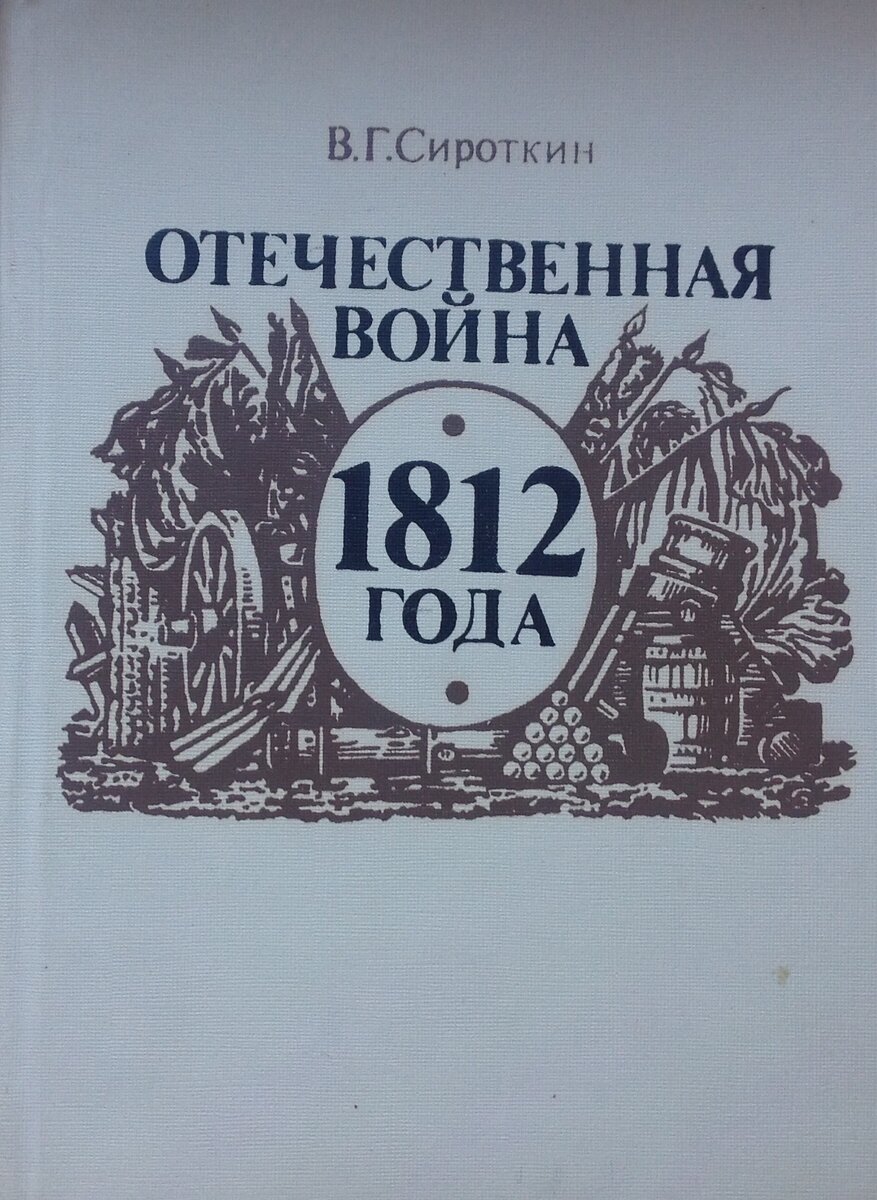 В.Г.Сироткин
ОТЕЧЕСТВЕННАЯ
ВОЙНА
1812
ГОДА